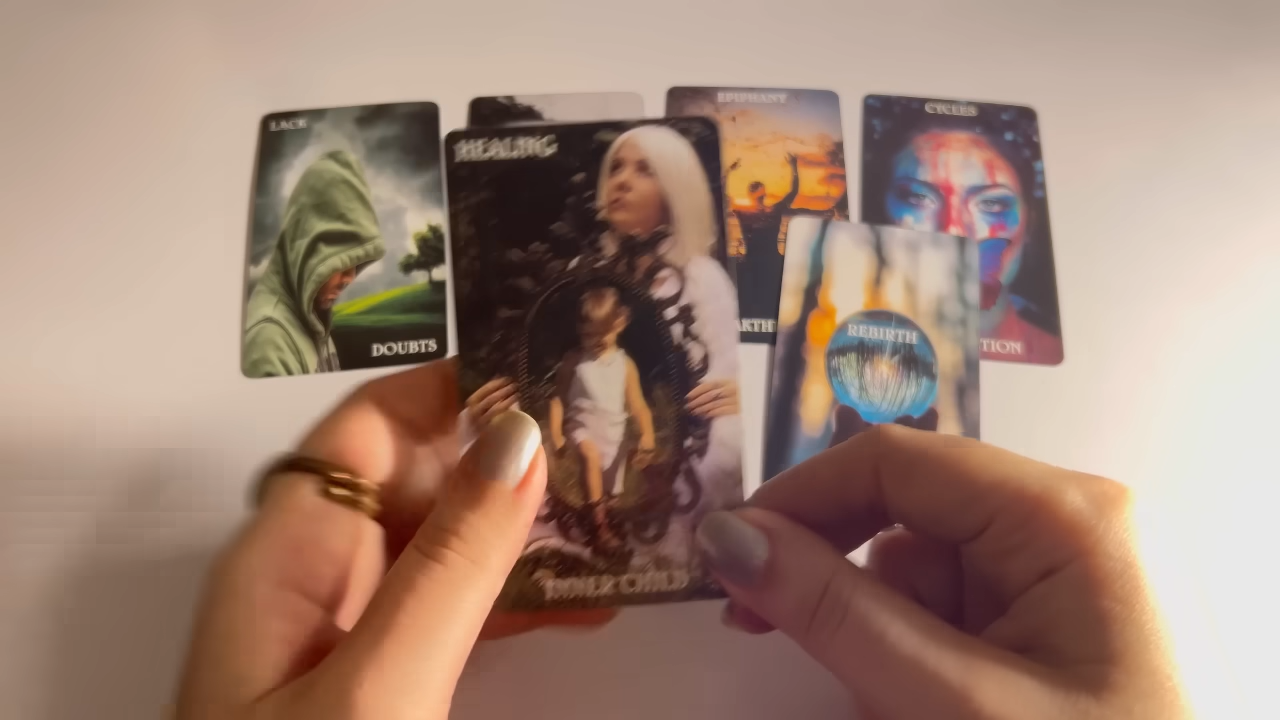 LACK
DOUBTS
HEALING
INNER CHILD
EPIPHANY
CYCLES
REBIRTH